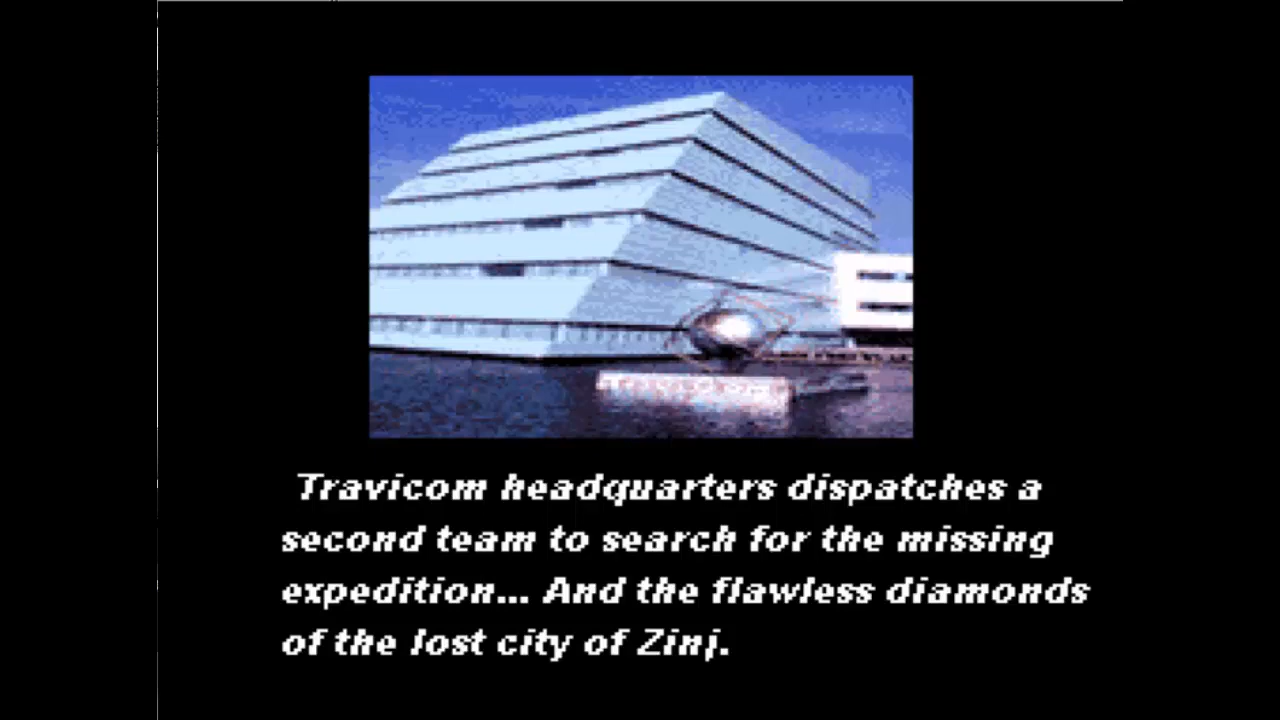 Travicom headquarters dispatches a
second team to search for the missing
expedition... And the flawless diamonds
of the lost city of Zinj.